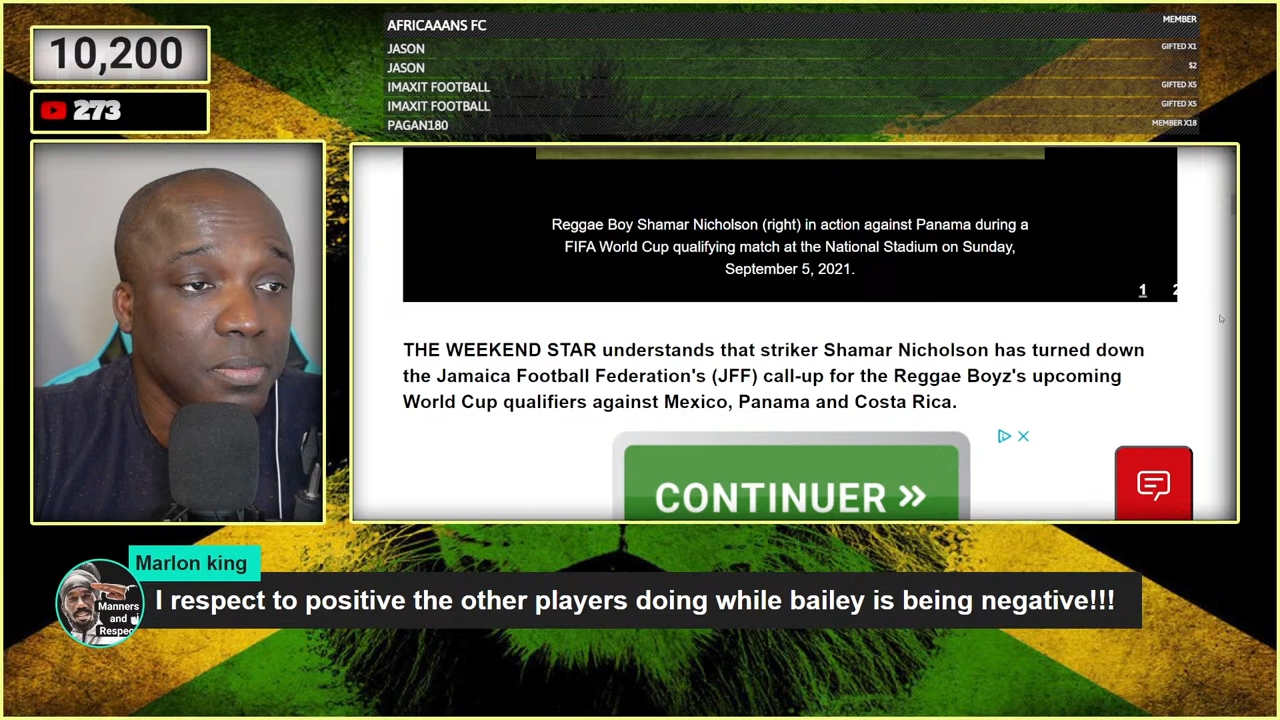 10,200
273
AFRICAAANS FC MEMBER
JASON GIFTED X1
JASON $2
IMAXIT FOOTBALL GIFTED X5
IMAXIT FOOTBALL GIFTED X5
PAGAN180 MEMBER X18
Reggae Boy Shamar Nicholson (right) in action against Panama during a
FIFA World Cup qualifying match at the National Stadium on Sunday,
September 5, 2021.
1 2
THE WEEKEND STAR understands that striker Shamar Nicholson has turned down
the Jamaica Football Federation's (JFF) call-up for the Reggae Boyz's upcoming
World Cup qualifiers against Mexico, Panama and Costa Rica.
CONTINUER »
Marlon king
Manners
and
Respec
I respect to positive the other players doing while bailey is being negative!!!